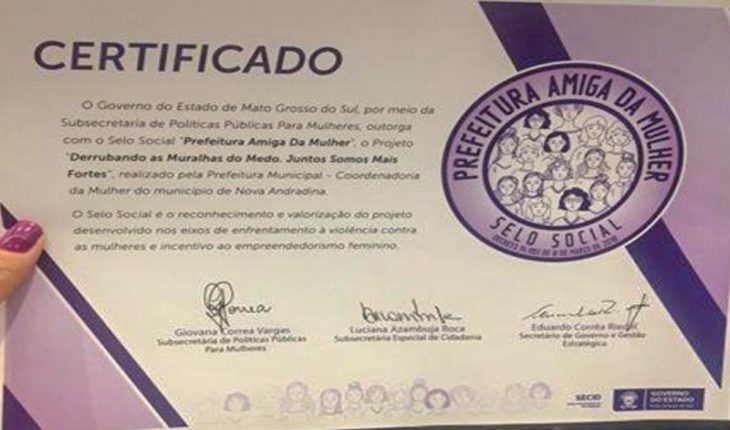 CERTIFICADO
O Governo do Estado de Mato Grosso do Sul, por meio da
Subsecretaria de Políticas Públicas Para Mulheres, outorga
com o Selo Social "Prefeitura Amiga Da Mulher", o Projeto
"Derrubando as Muralhas do Medo. Juntos Somos Mais
Fortes", realizado pela Prefeitura Municipal - Coordenadoria
da Mulher do município de Nova Andradina.
O Selo Social é o reconhecimento e valorização do projeto
desenvolvido nos eixos de enfrentamento à violência contra
as mulheres e incentivo ao empreendedorismo feminino.
PREFEITURA AMIGA DA MULHER
SELO SOCIAL
Giovana Correa Vargas
Subsecretária de Políticas Públicas
Para Mulheres
Luciana Azambuja Roca
Subsecretária Especial de Cidadania
Eduardo Corrêa Riedel
Secretário de Governo e Gestão
Estratégica
SECID
GOVERNO
DO ESTADO